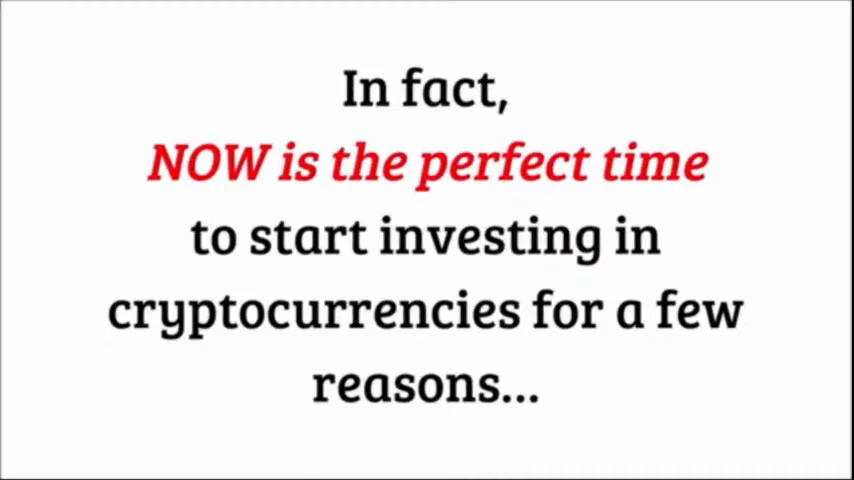 In fact,
NOW is the perfect time
to start investing in
cryptocurrencies for a few
reasons...